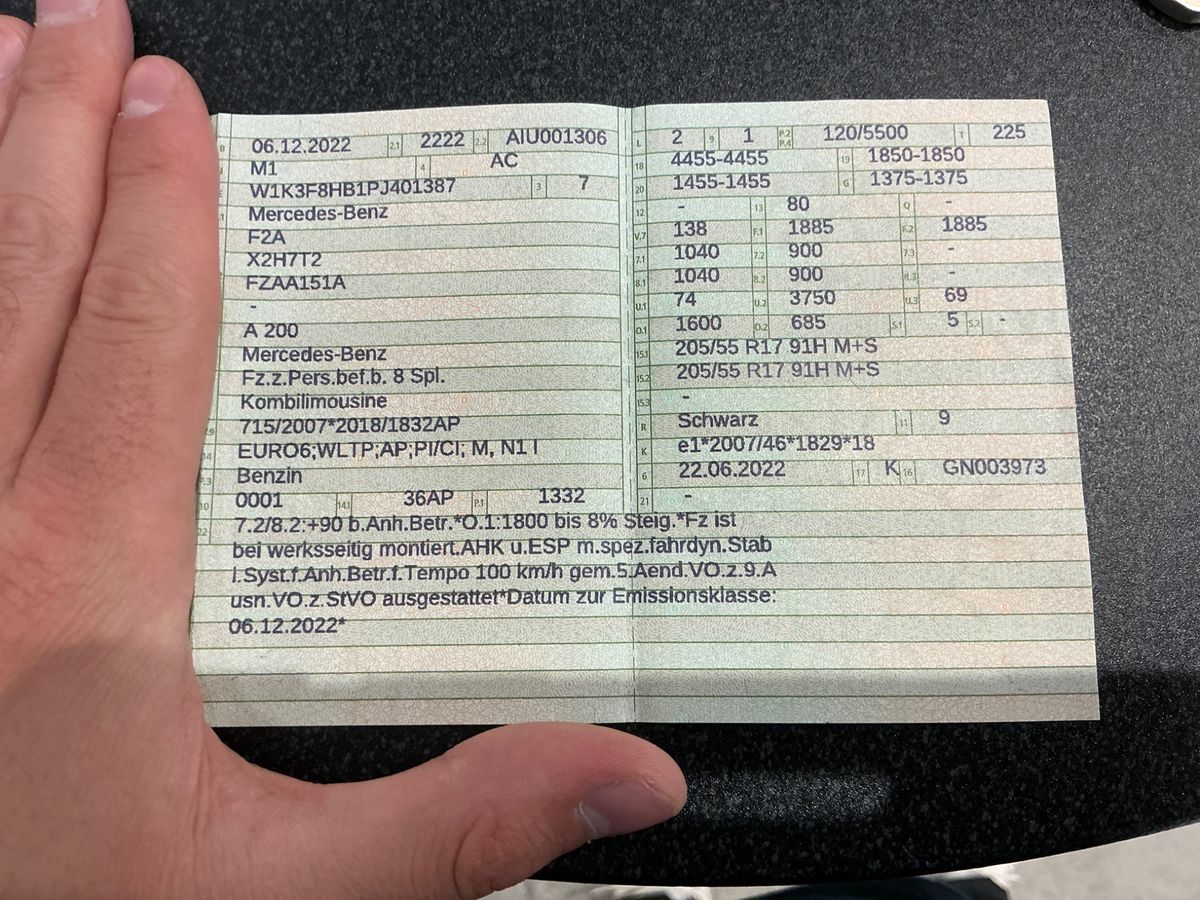 B 06.12.2022 2.1 2222 2.2 AIU001306
J M1 4 AC
E W1K3F8HB1PJ401387 3 7
Mercedes-Benz
F2A
X2H7T2
FZAA151A
-
A 200
Mercedes-Benz
Fz.z.Pers.bef.b. 8 Spl.
Kombilimousine
715/2007*2018/1832AP
EURO6;WLTP;AP;PI/CI; M, N1 I
Benzin
10 0001 14.1 36AP P.1 1332
L 2 9 1 P.2 P.4 120/5500 T 225
18 4455-4455 19 1850-1850
20 1455-1455 G 1375-1375
12 - 13 80 Q -
V.7 138 F.1 1885 F.2 1885
7.1 1040 7.2 900 7.3 -
8.1 1040 8.2 900 8.3 -
U.1 74 U.2 3750 U.3 69
O.1 1600 O.2 685 S.1 5 S.2 -
15.1 205/55 R17 91H M+S
15.2 205/55 R17 91H M+S
15.3 -
R Schwarz 11 9
K e1*2007/46*1829*18
6 22.06.2022 17 K 16 GN003973
21 -
22 7.2/8.2:+90 b.Anh.Betr.*O.1:1800 bis 8% Steig.*Fz ist
bei werksseitig montiert.AHK u.ESP m.spez.fahrdyn.Stab
i.Syst.f.Anh.Betr.f.Tempo 100 km/h gem.5.Aend.VO.z.9.A
usn.VO.z.StVO ausgestattet*Datum zur Emissionsklasse:
06.12.2022*